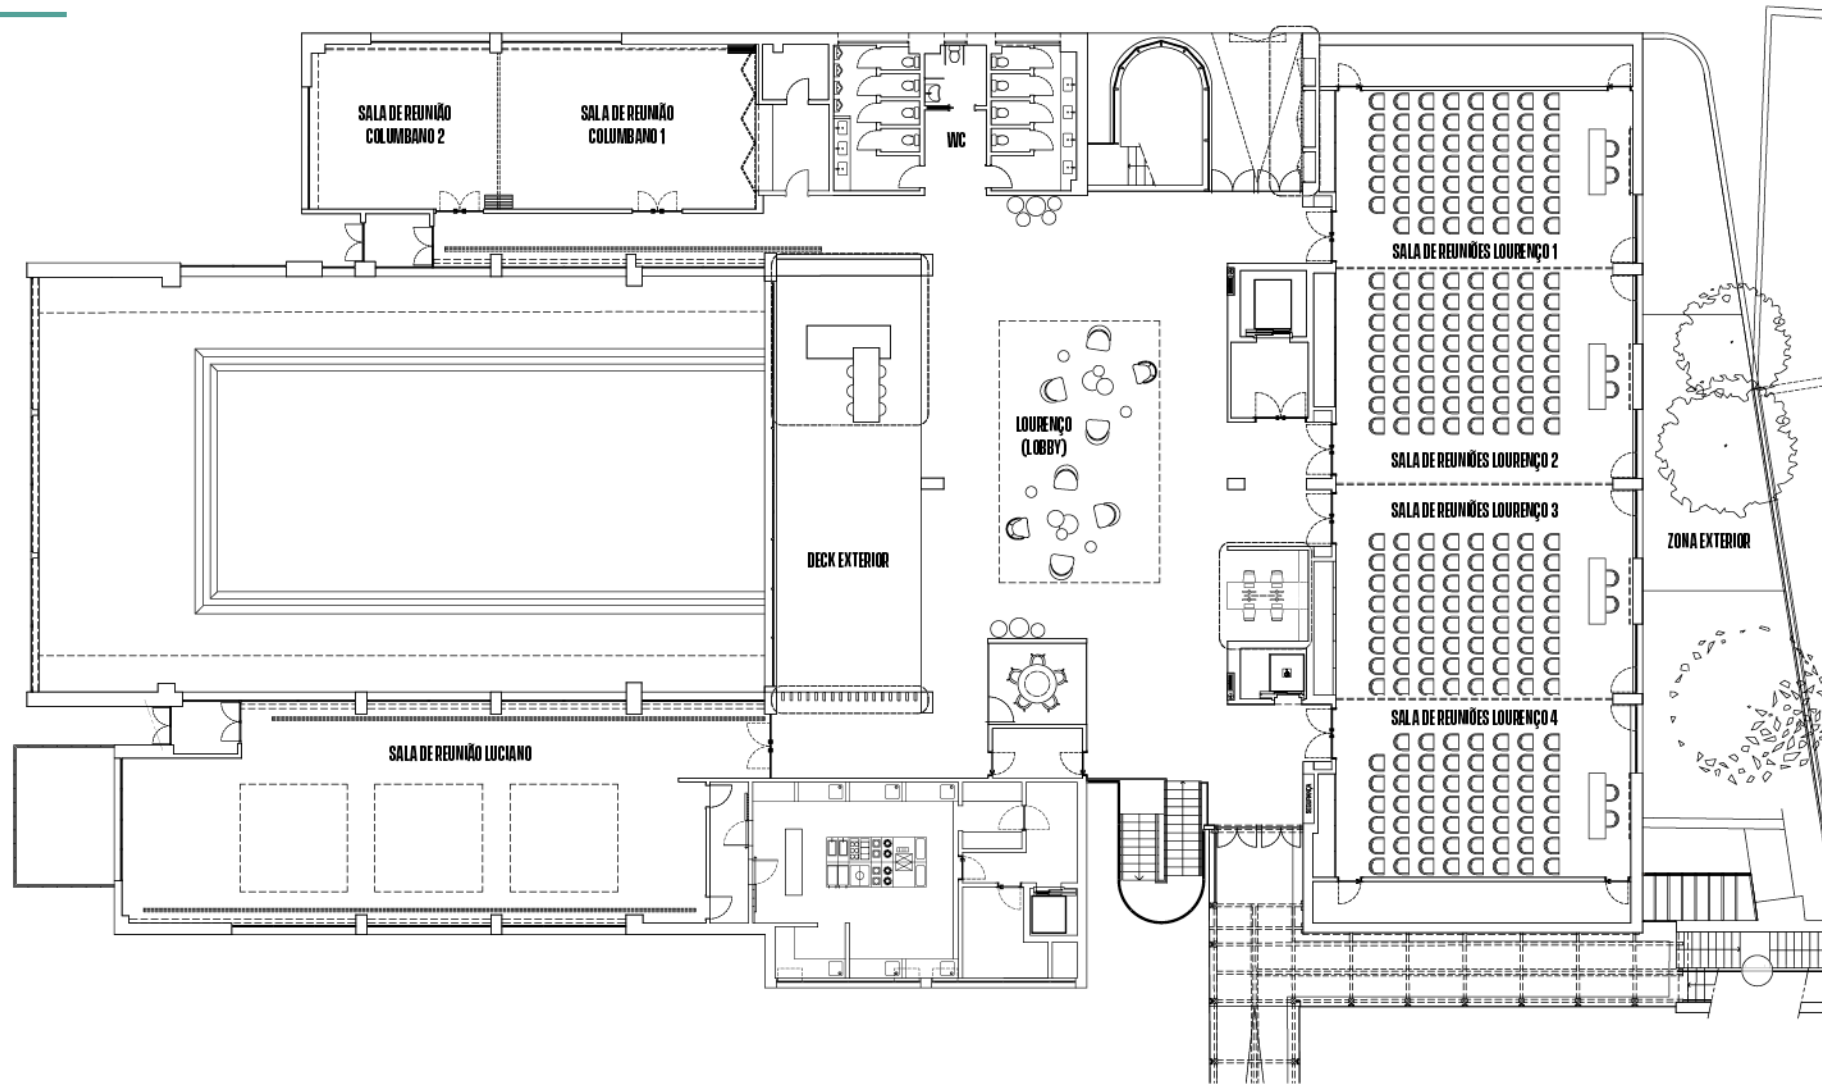 SALA DE REUNIÃO
COLUMBANO 2
SALA DE REUNIÃO
COLUMBANO 1
WC
SALA DE REUNIÕES LOURENÇO 1
LOURENÇO
(LOBBY)
SALA DE REUNIÕES LOURENÇO 2
SALA DE REUNIÕES LOURENÇO 3
ZONA EXTERIOR
DECK EXTERIOR
SALA DE REUNIÕES LOURENÇO 4
SALA DE REUNIÃO LUCIANO
SEGURANÇA